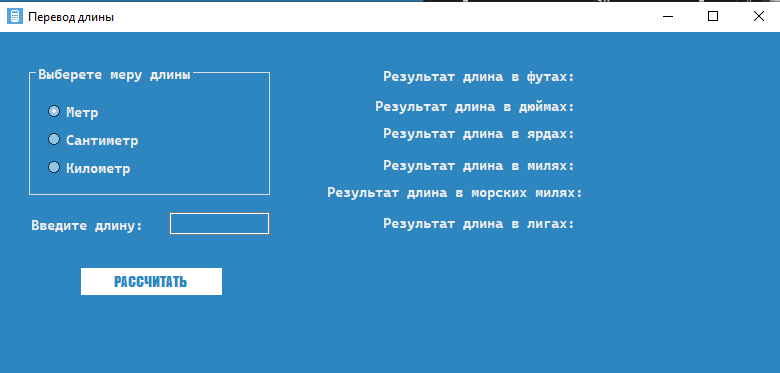 Перевод длины
Выберете меру длины
Метр
Сантиметр
Километр
Введите длину:
РАССЧИТАТЬ
Результат длина в футах:
Результат длина в дюймах:
Результат длина в ярдах:
Результат длина в милях:
Результат длина в морских милях:
Результат длина в лигах: